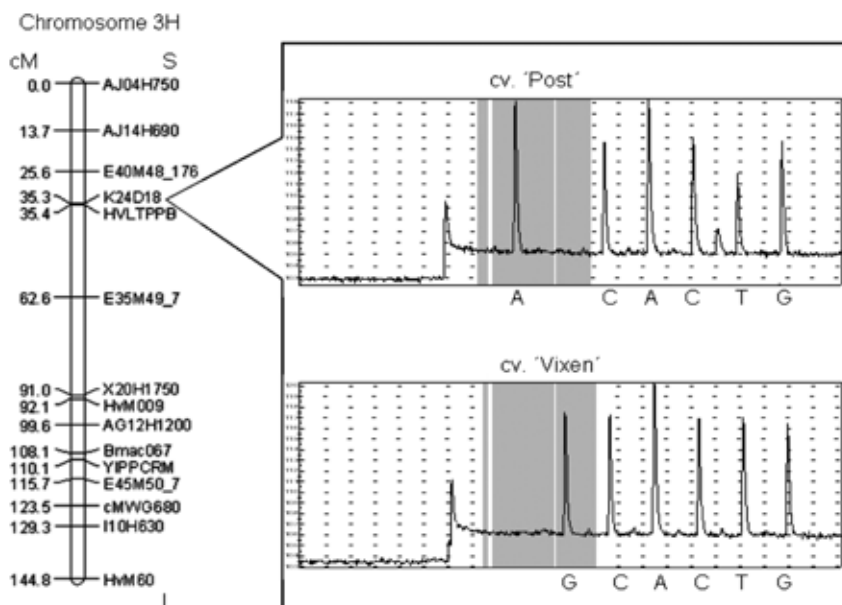 Chromosome 3H
cM S
0.0 AJ04H750
13.7 AJ14H690
25.6 E40M48_176
35.3 K24D18
35.4 HVLTPPB
62.6 E35M49_7
91.0 X20H1750
92.1 HvM009
99.6 AG12H1200
108.1 Bmac067
110.1 YIPPCRM
115.7 E45M50_7
123.5 cMWG680
129.3 I10H630
144.8 HvM60
L
cv. ´Post´
A C A C T G
cv. ´Vixen´
G C A C T G